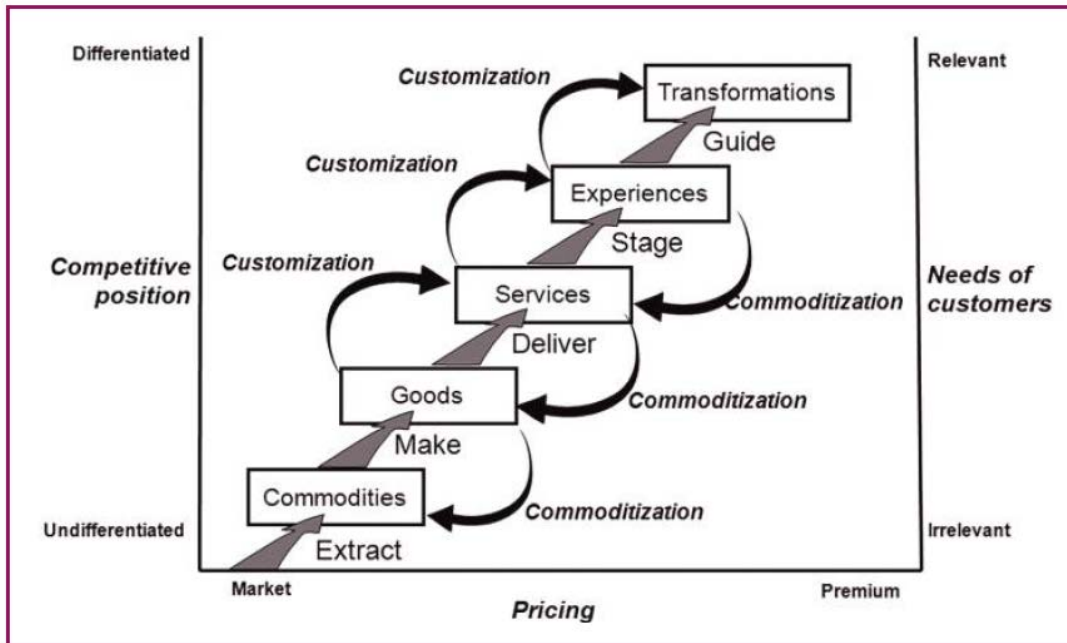 Differentiated
Relevant
Customization
Transformations
Guide
Customization
Experiences
Stage
Competitive
position
Customization
Needs of
customers
Services
Commoditization
Deliver
Goods
Commoditization
Make
Commodities
Commoditization
Undifferentiated
Irrelevant
Extract
Market
Premium
Pricing